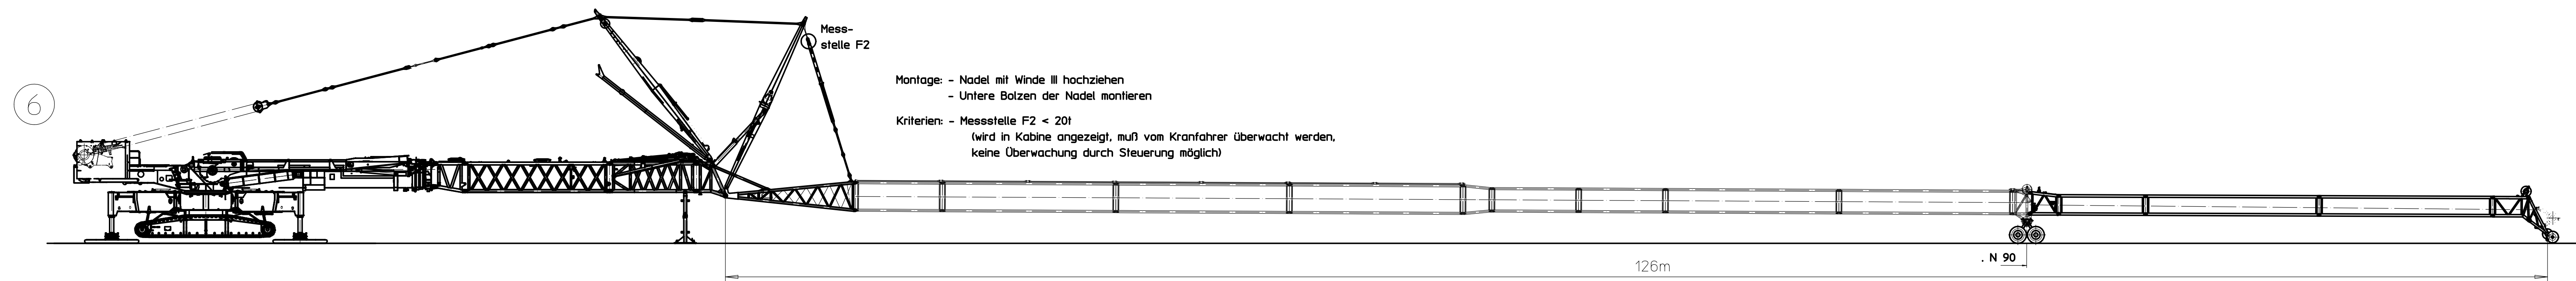 Mess-
stelle F2
6
Montage: - Nadel mit Winde III hochziehen
- Untere Bolzen der Nadel montieren
Kriterien: - Messstelle F2 < 20t
(wird in Kabine angezeigt, muß vom Kranfahrer überwacht werden,
keine Überwachung durch Steuerung möglich)
. N 90
126m